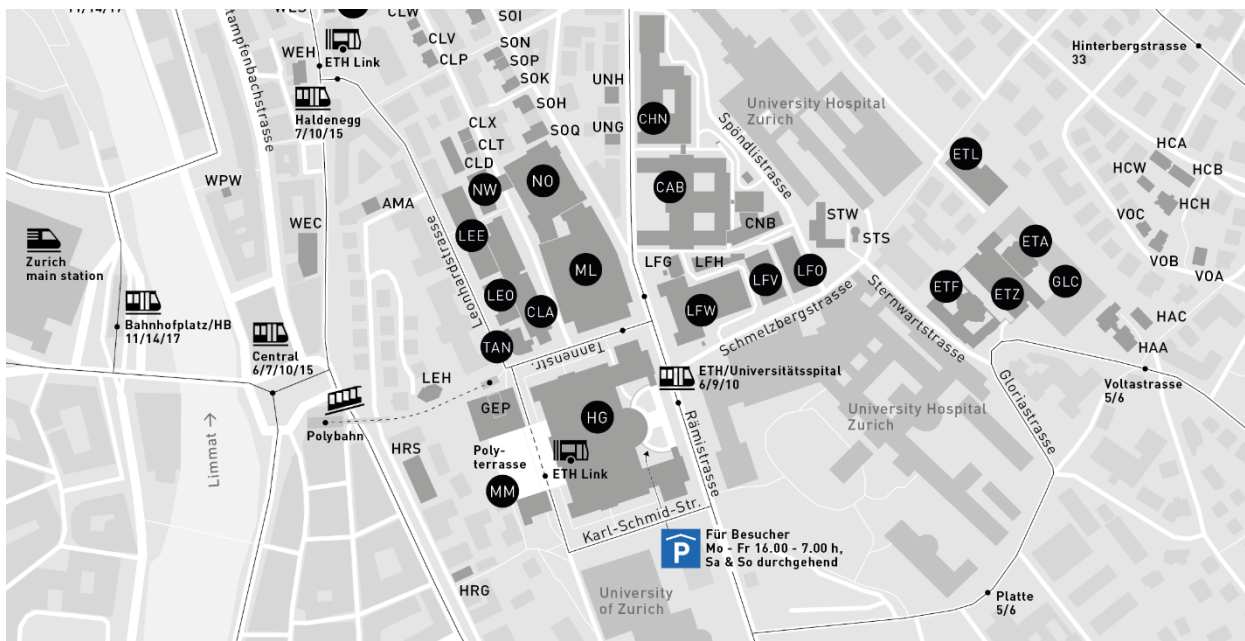 11/14/17
WES
CLW
SOI
Stampfenbachstrasse
WEH
ETH Link
CLV
CLP
SON
SOP
SOK
UNH
Hinterbergstrasse
33
Haldenegg
7/10/15
SOH
UNG
CHN
University Hospital
Zurich
Spöndlistrasse
CLX
CLT
CLD
SOQ
ETL
HCA
HCW
HCB
WPW
AMA
NW
NO
CAB
HCH
WEC
LEE
CNB
STW
STS
VOC
VOB
VOA
Zurich
main station
Leonhardstrasse
ML
LFG
LFH
LFV
LFO
ETA
ETF
ETZ
GLC
Bahnhofplatz/HB
11/14/17
LEO
CLA
LFW
Schmelzbergstrasse
Sternwartstrasse
HAC
HAA
Central
6/7/10/15
TAN
Tannenstr.
ETH/Universitätsspital
6/9/10
Voltastrasse
5/6
LEH
GEP
HG
Rämistrasse
University Hospital
Zurich
Gloriastrasse
Limmat →
Polybahn
HRS
Poly-
terrasse
MM
ETH Link
Karl-Schmid-Str.
P
Für Besucher
Mo - Fr 16.00 - 7.00 h,
Sa & So durchgehend
HRG
University
of Zurich
Platte
5/6